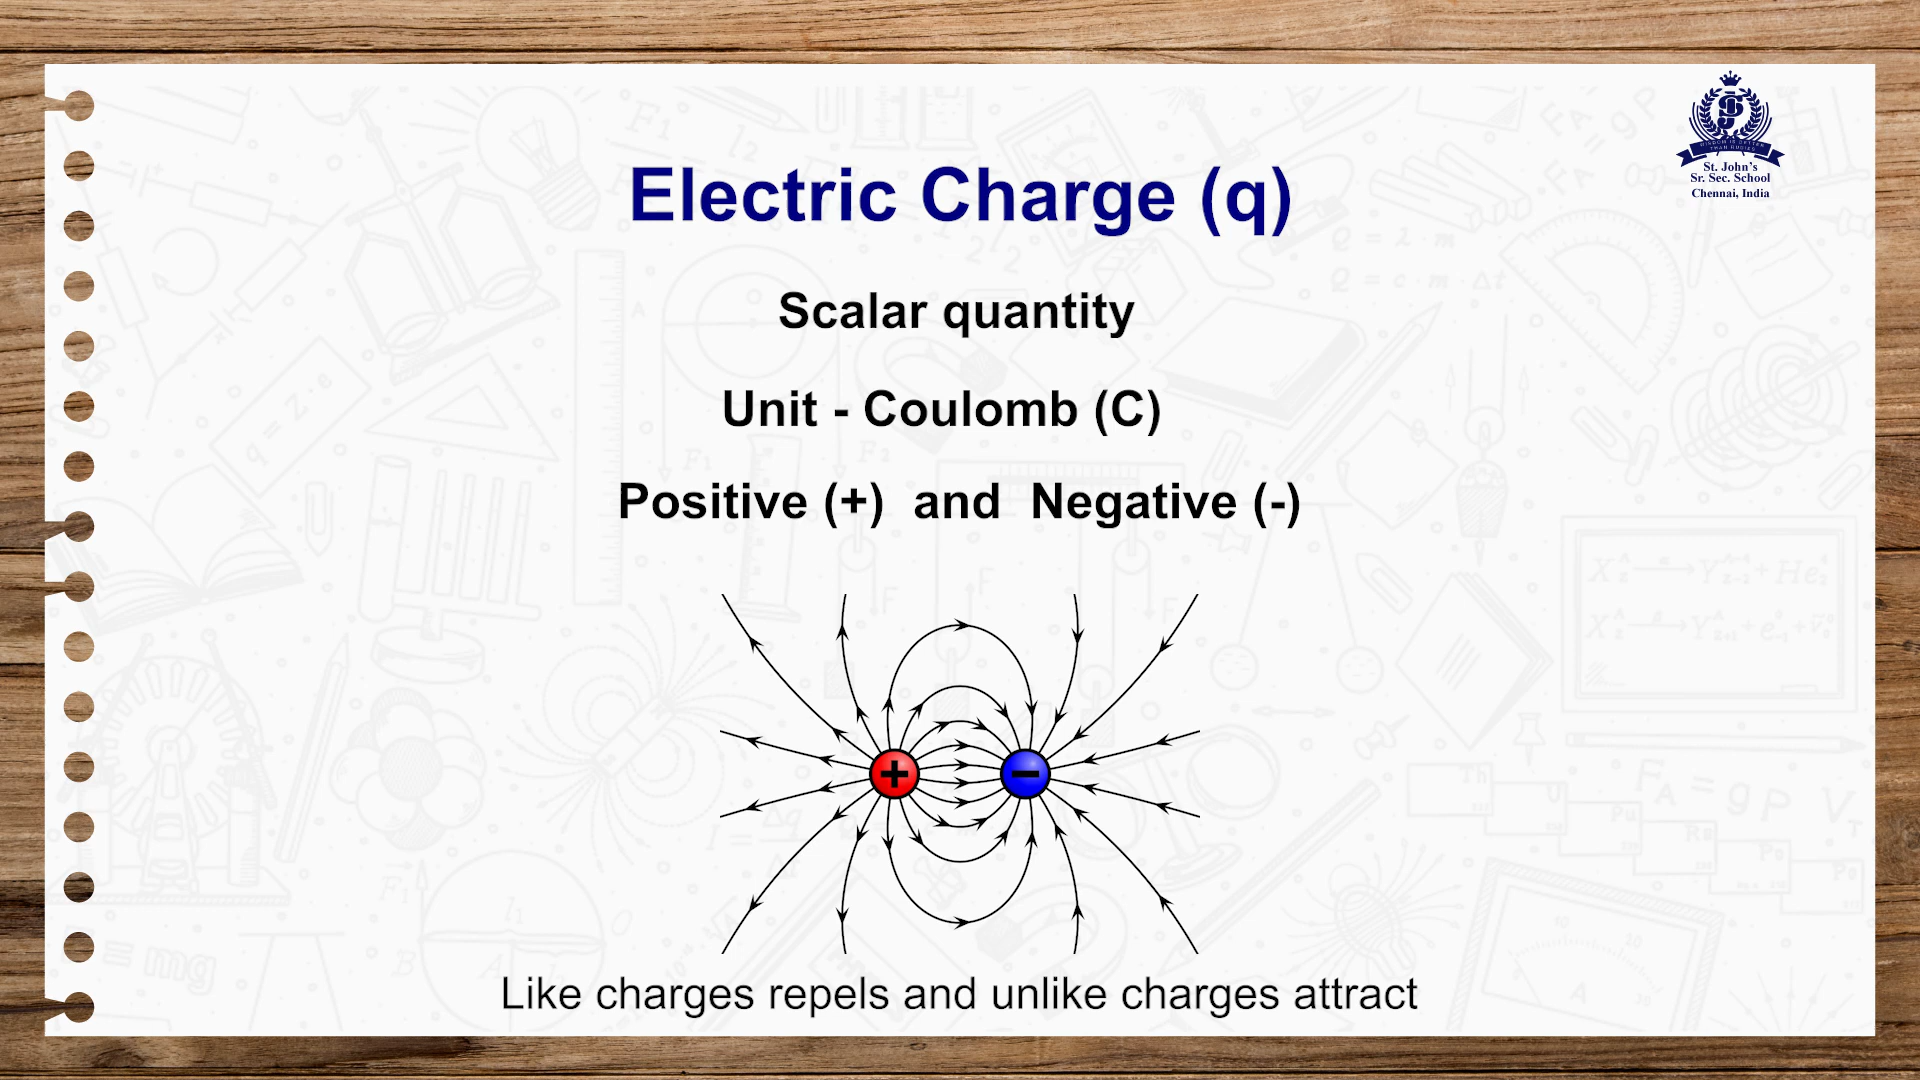 St. John's
Sr. Sec. School
Chennai, India
Electric Charge (q)
Scalar quantity
Unit - Coulomb (C)
Positive (+) and Negative (-)
+
−
Like charges repels and unlike charges attract